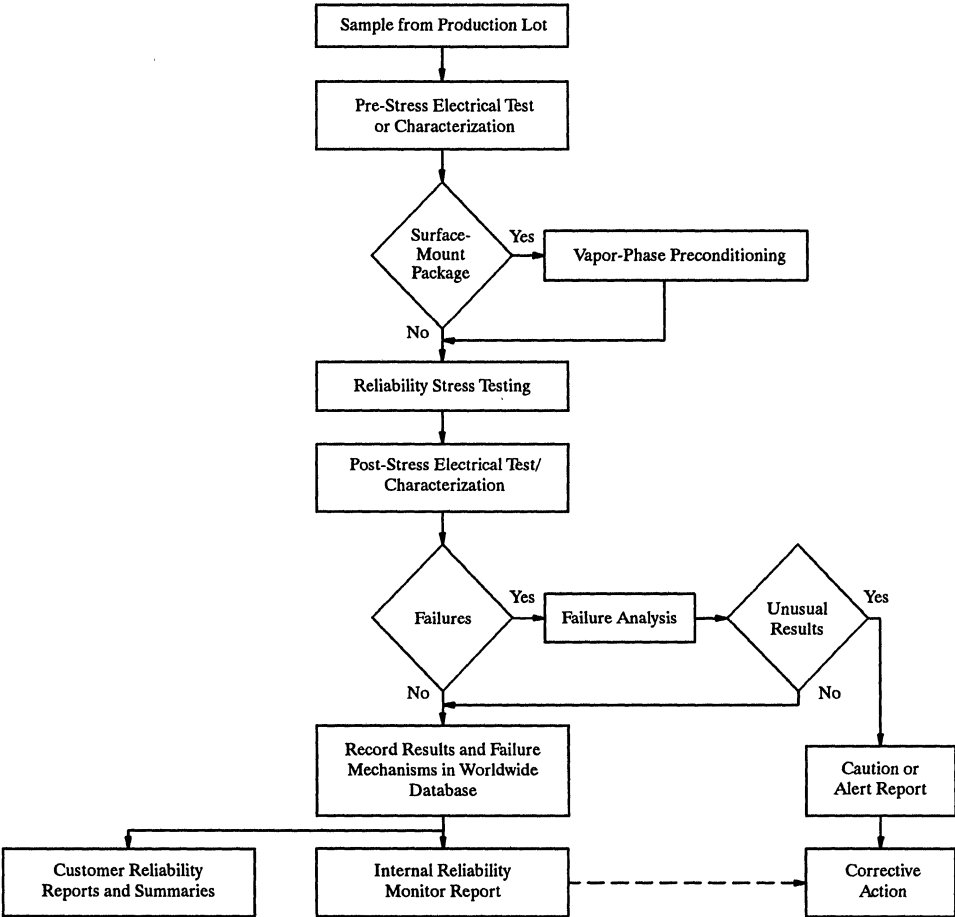 Sample from Production Lot
Pre-Stress Electrical Test
or Characterization
Surface-
Mount
Package
Yes
Vapor-Phase Preconditioning
No
Reliability Stress Testing
Post-Stress Electrical Test/
Characterization
Failures
Yes
Failure Analysis
Unusual
Results
Yes
No
No
Record Results and Failure
Mechanisms in Worldwide
Database
Caution or
Alert Report
Customer Reliability
Reports and Summaries
Internal Reliability
Monitor Report
Corrective
Action